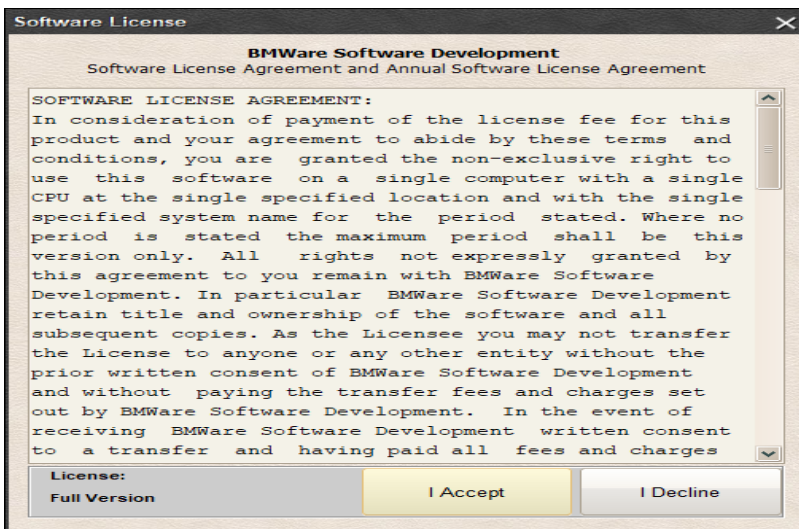 Software License
BMWare Software Development
Software License Agreement and Annual Software License Agreement
SOFTWARE LICENSE AGREEMENT:
In consideration of payment of the license fee for this
product and your agreement to abide by these terms and
conditions, you are granted the non-exclusive right to
use this software on a single computer with a single
CPU at the single specified location and with the single
specified system name for the period stated. Where no
period is stated the maximum period shall be this
version only. All rights not expressly granted by
this agreement to you remain with BMWare Software
Development. In particular BMWare Software Development
retain title and ownership of the software and all
subsequent copies. As the Licensee you may not transfer
the License to anyone or any other entity without the
prior written consent of BMWare Software Development
and without paying the transfer fees and charges set
out by BMWare Software Development. In the event of
receiving BMWare Software Development written consent
to a transfer and having paid all fees and charges
License:
Full Version
I Accept
I Decline